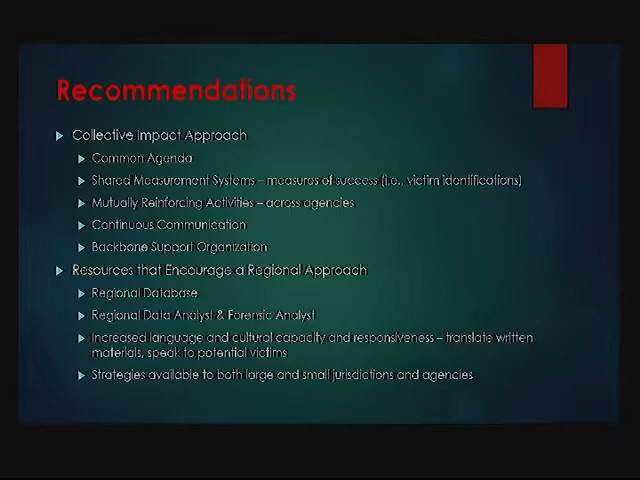 Recommendations
Collective Impact Approach
Common Agenda
Shared Measurement Systems – measures of success (i.e., victim identifications)
Mutually Reinforcing Activities – across agencies
Continuous Communication
Backbone Support Organization
Resources that Encourage a Regional Approach
Regional Database
Regional Data Analyst & Forensic Analyst
Increased language and cultural capacity and responsiveness – translate written
materials, speak to potential victims
Strategies available to both large and small jurisdictions and agencies